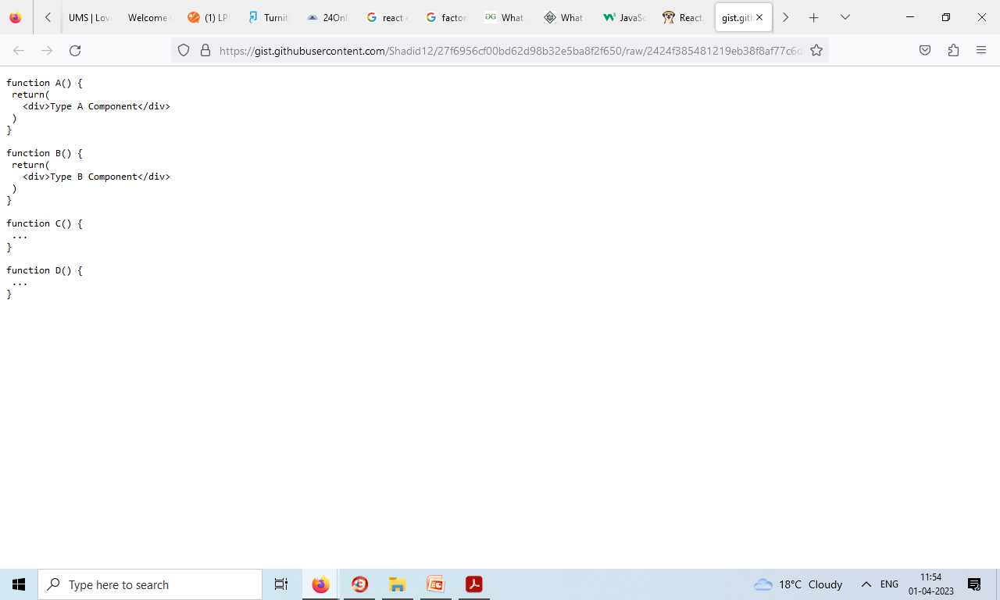 UMS | Lov
Welcome t
(1) LP
Turniti
24Onl
react
factor
What
What
JavaSc
React
gist.gith
https://gist.githubusercontent.com/Shadid12/27f6956cf00bd62d98b32e5ba8f2f650/raw/2424f385481219eb38f8af77c6d
function A() {
 return(
   <div>Type A Component</div>
 )
}
function B() {
 return(
   <div>Type B Component</div>
 )
}
function C() {
 ...
}
function D() {
 ...
}
Type here to search
18°C Cloudy
ENG
11:54
01-04-2023